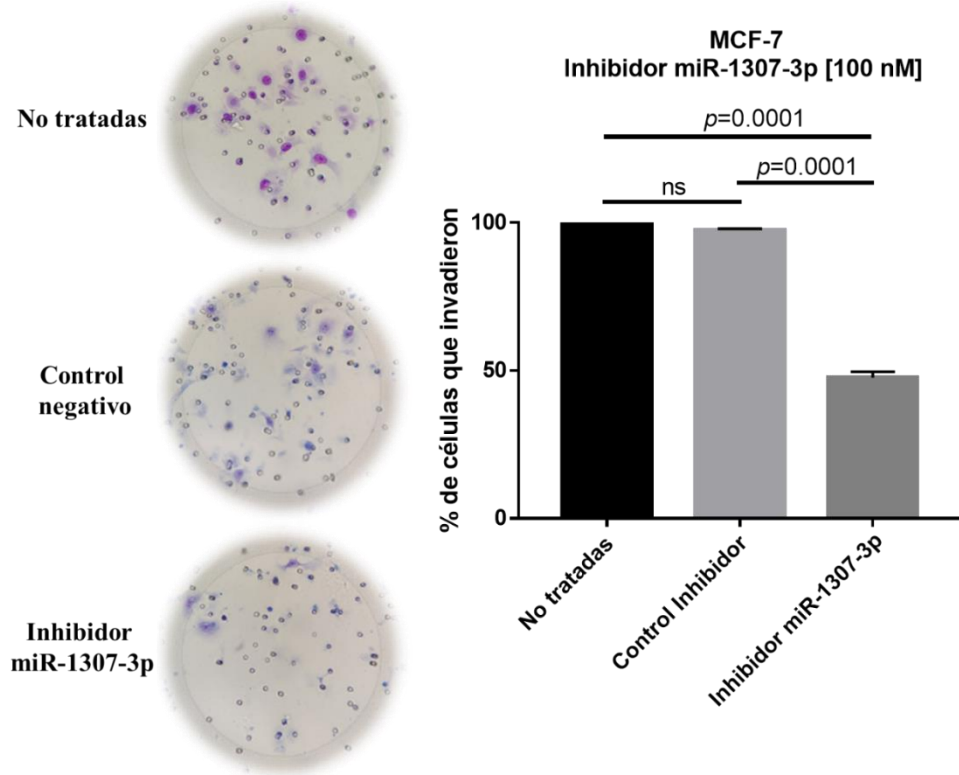 No tratadas
Control
negativo
Inhibidor
miR-1307-3p
MCF-7
Inhibidor miR-1307-3p [100 nM]
p=0.0001
p=0.0001
ns
% de células que invadieron
100
50
0
No tratadas
Control Inhibidor
Inhibidor miR-1307-3p